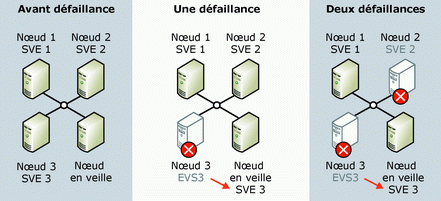 Avant défaillance
Nœud 1 Nœud 2
SVE 1 SVE 2
Nœud 3 Nœud
SVE 3 en veille
Une défaillance
Nœud 1 Nœud 2
SVE 1 SVE 2
Nœud 3 Nœud
EVS3 en veille
SVE 3
Deux défaillances
Nœud 1 Nœud 2
SVE 1 SVE 2
Nœud 3 Nœud
EVS3 en veille
SVE 3